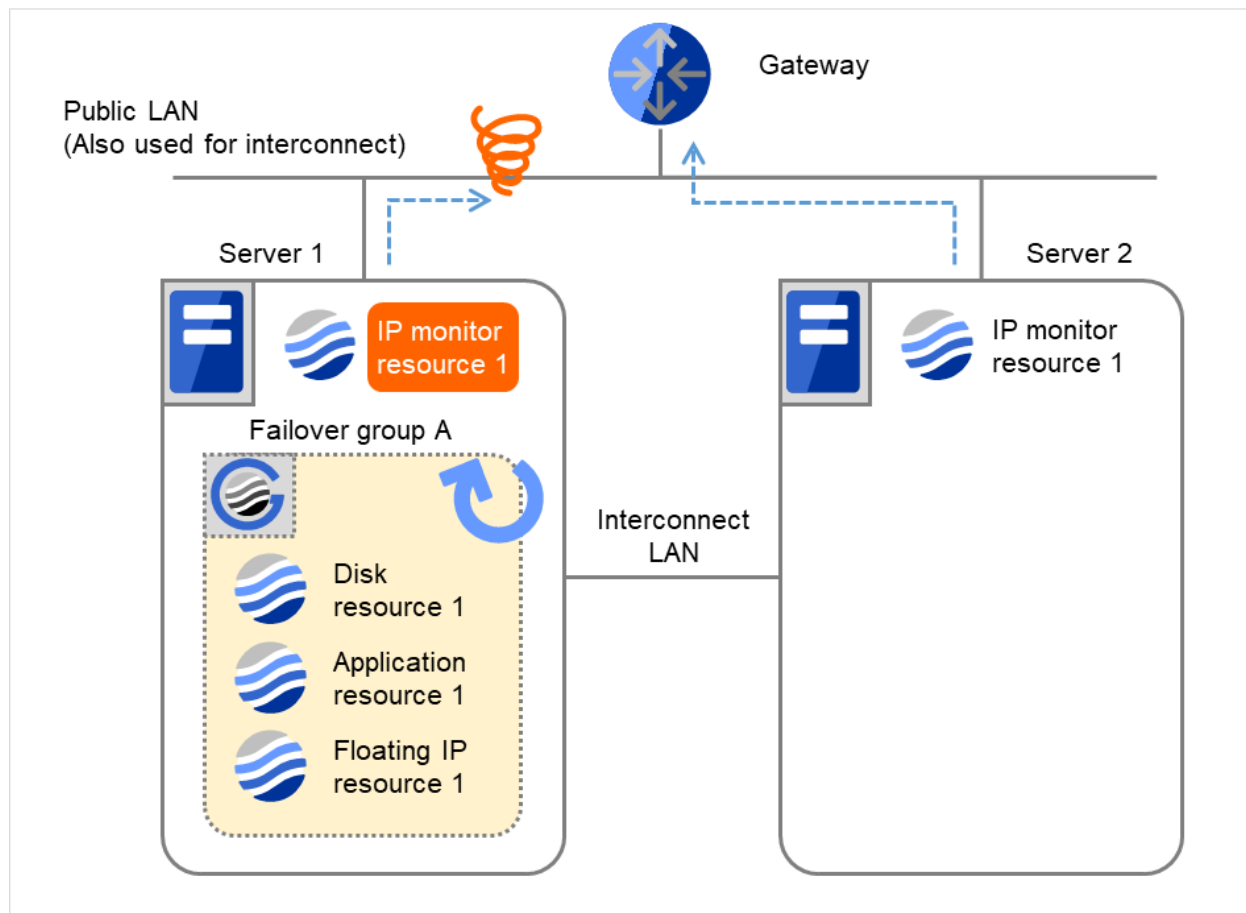 Gateway
Public LAN
(Also used for interconnect)
Server 1
Server 2
IP monitor
resource 1
IP monitor
resource 1
Failover group A
Interconnect
LAN
Disk
resource 1
Application
resource 1
Floating IP
resource 1